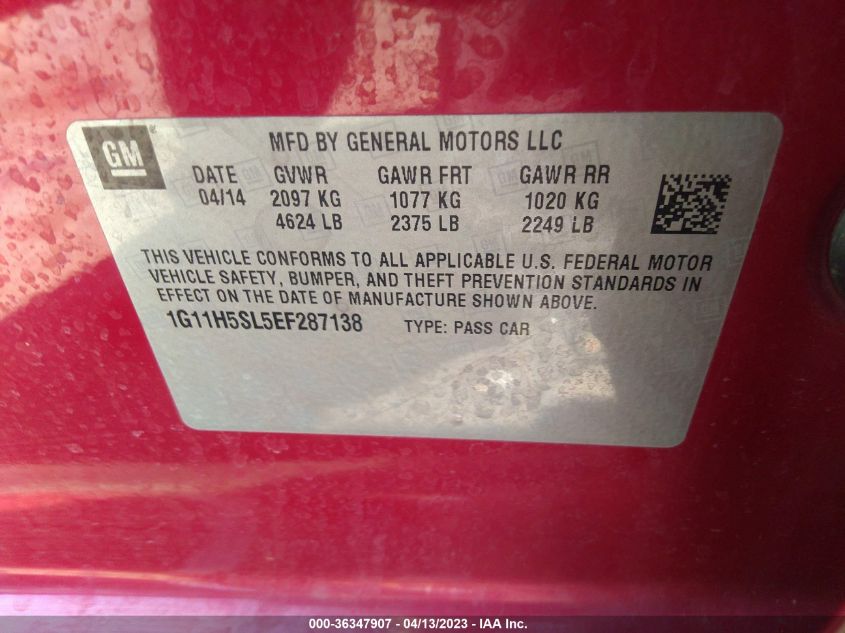 GM
MFD BY GENERAL MOTORS LLC
DATE GVWR GAWR FRT GAWR RR
04/14 2097 KG 1077 KG 1020 KG
4624 LB 2375 LB 2249 LB
THIS VEHICLE CONFORMS TO ALL APPLICABLE U.S. FEDERAL MOTOR
VEHICLE SAFETY, BUMPER, AND THEFT PREVENTION STANDARDS IN
EFFECT ON THE DATE OF MANUFACTURE SHOWN ABOVE.
1G11H5SL5EF287138 TYPE: PASS CAR
000-36347907 - 04/13/2023 - IAA Inc.